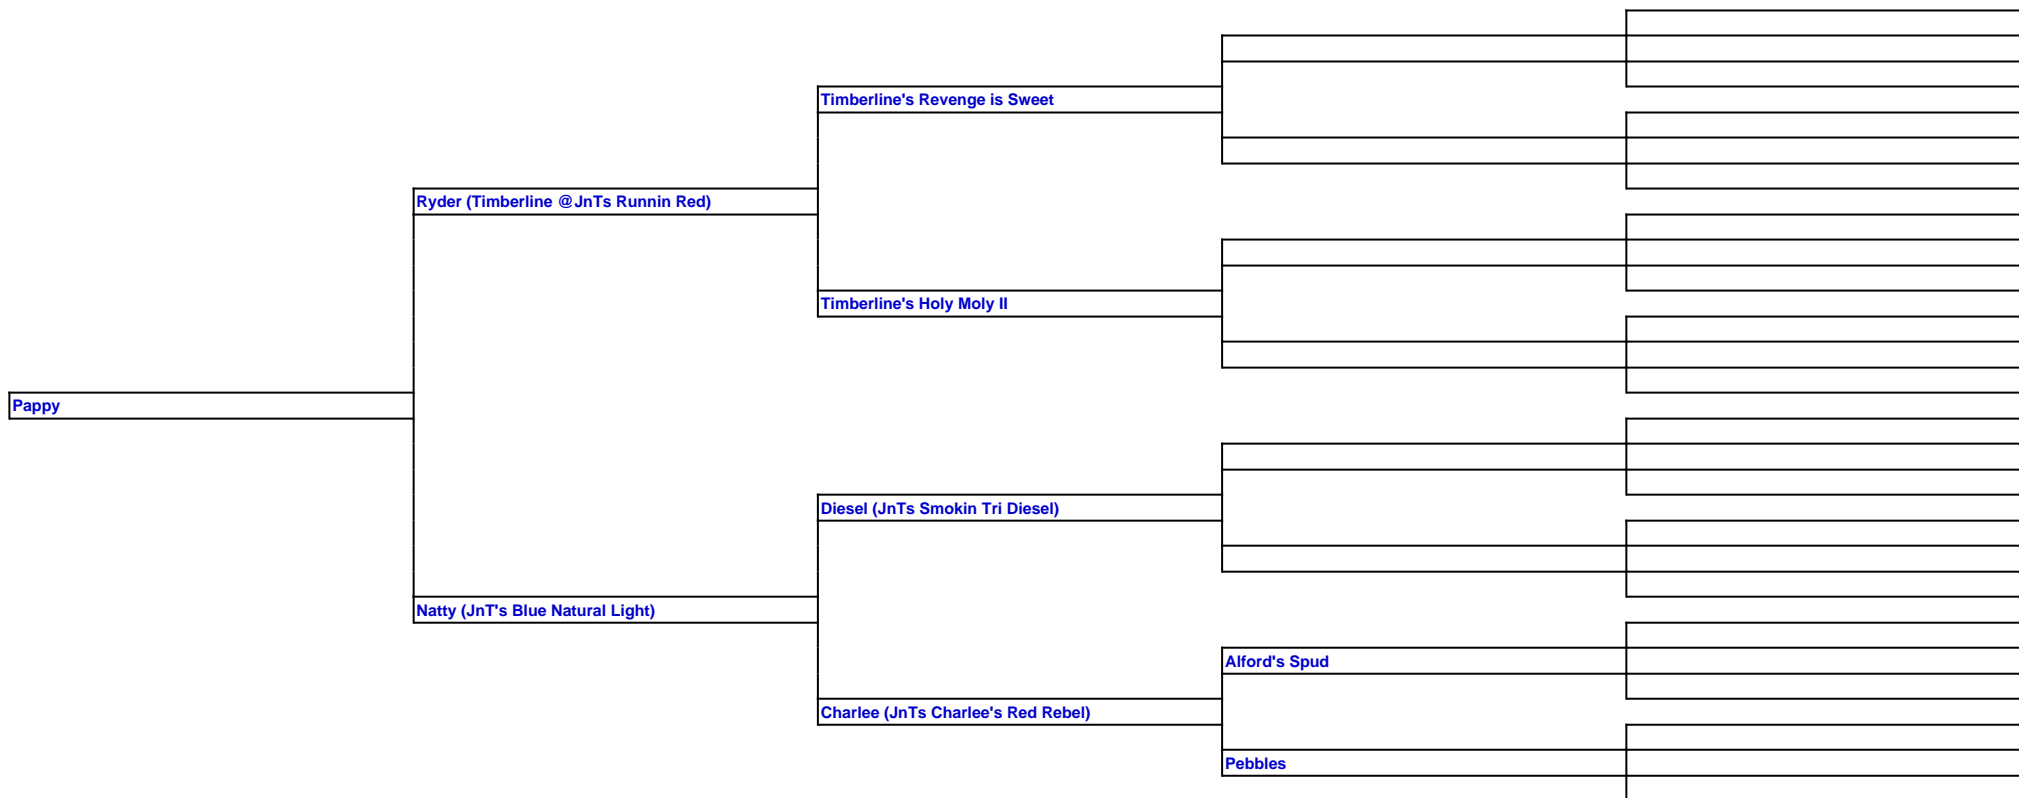 Timberline's Revenge is Sweet
Ryder (Timberline @JnTs Runnin Red)
Timberline's Holy Moly II
Pappy
Diesel (JnTs Smokin Tri Diesel)
Natty (JnT's Blue Natural Light)
Alford's Spud
Charlee (JnTs Charlee's Red Rebel)
Pebbles